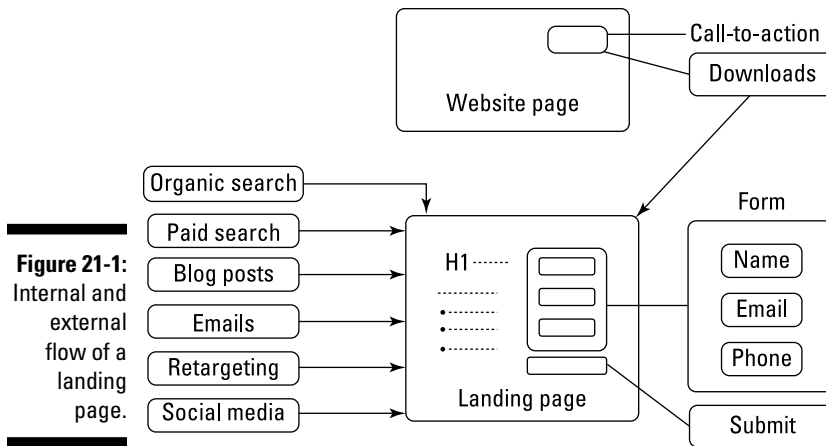 Call-to-action
Downloads
Website page
Organic search
Paid search
Blog posts
Emails
Retargeting
Social media
H1
Landing page
Form
Name
Email
Phone
Submit
Figure 21-1:
Internal and
external
flow of a
landing
page.